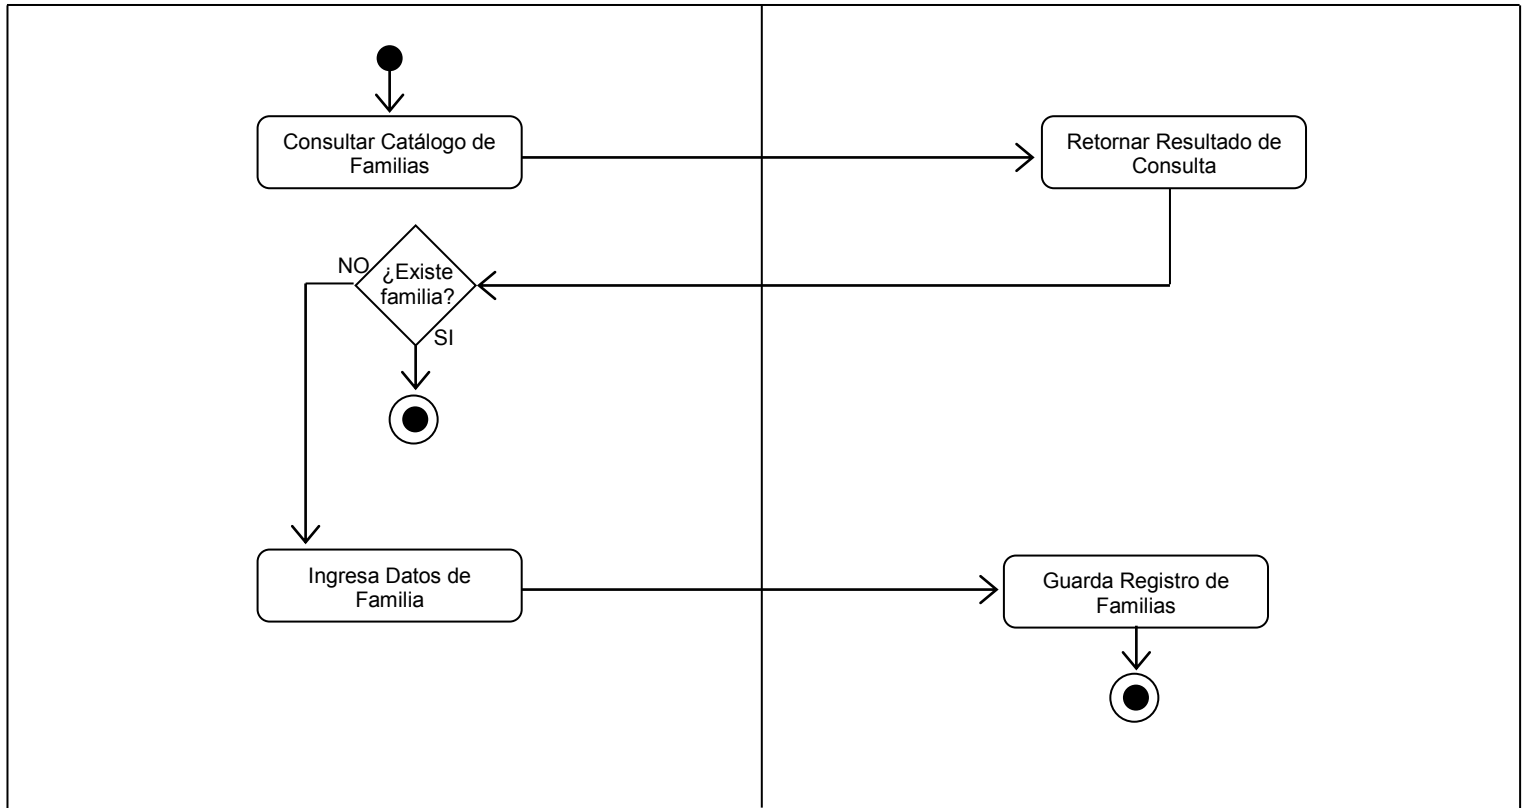 Consultar Catálogo de
Familias
Retornar Resultado de
Consulta
NO
¿Existe
familia?
SI
Ingresa Datos de
Familia
Guarda Registro de
Familias